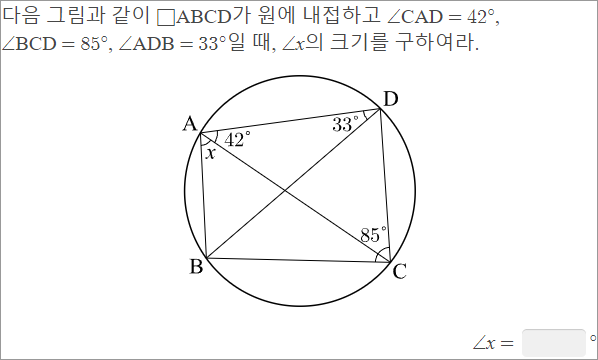 다음 그림과 같이 □ABCD가 원에 내접하고 ∠CAD = 42°,
∠BCD = 85°, ∠ADB = 33°일 때, ∠x의 크기를 구하여라.
D
A
33°
42°
x
85°
B
C
∠x = °